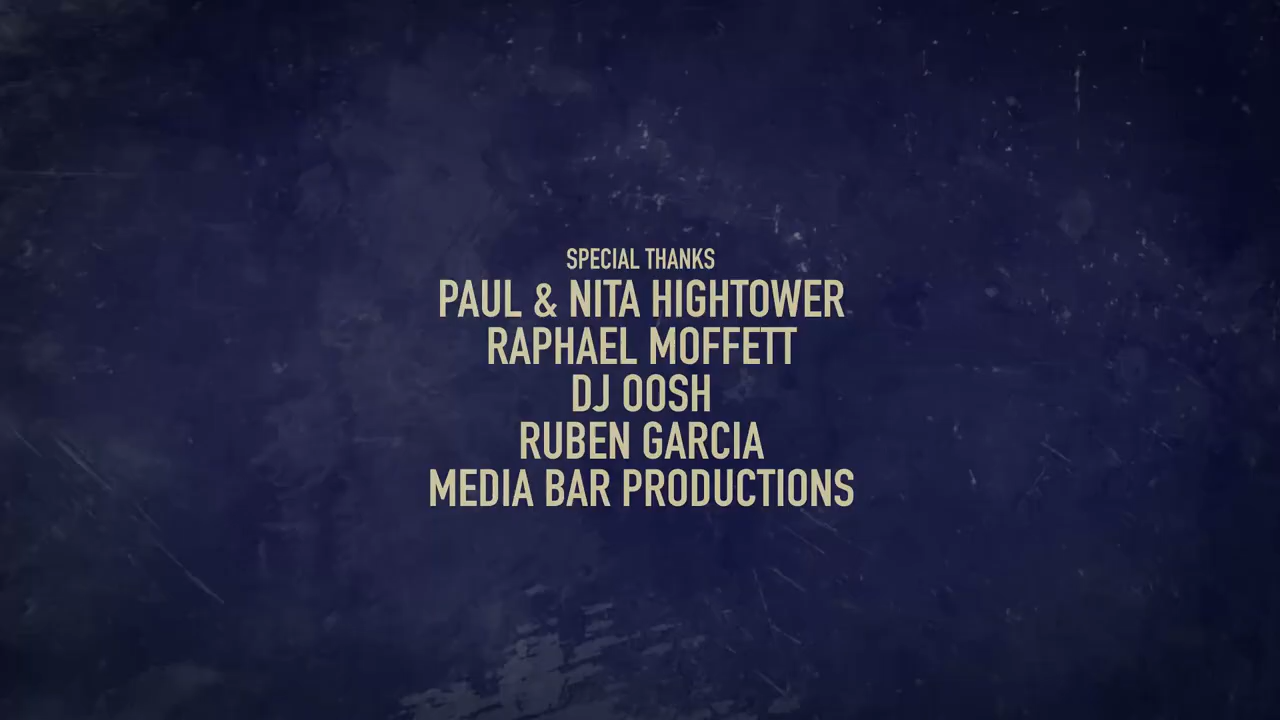 SPECIAL THANKS
PAUL & NITA HIGHTOWER
RAPHAEL MOFFETT
DJ OOSH
RUBEN GARCIA
MEDIA BAR PRODUCTIONS